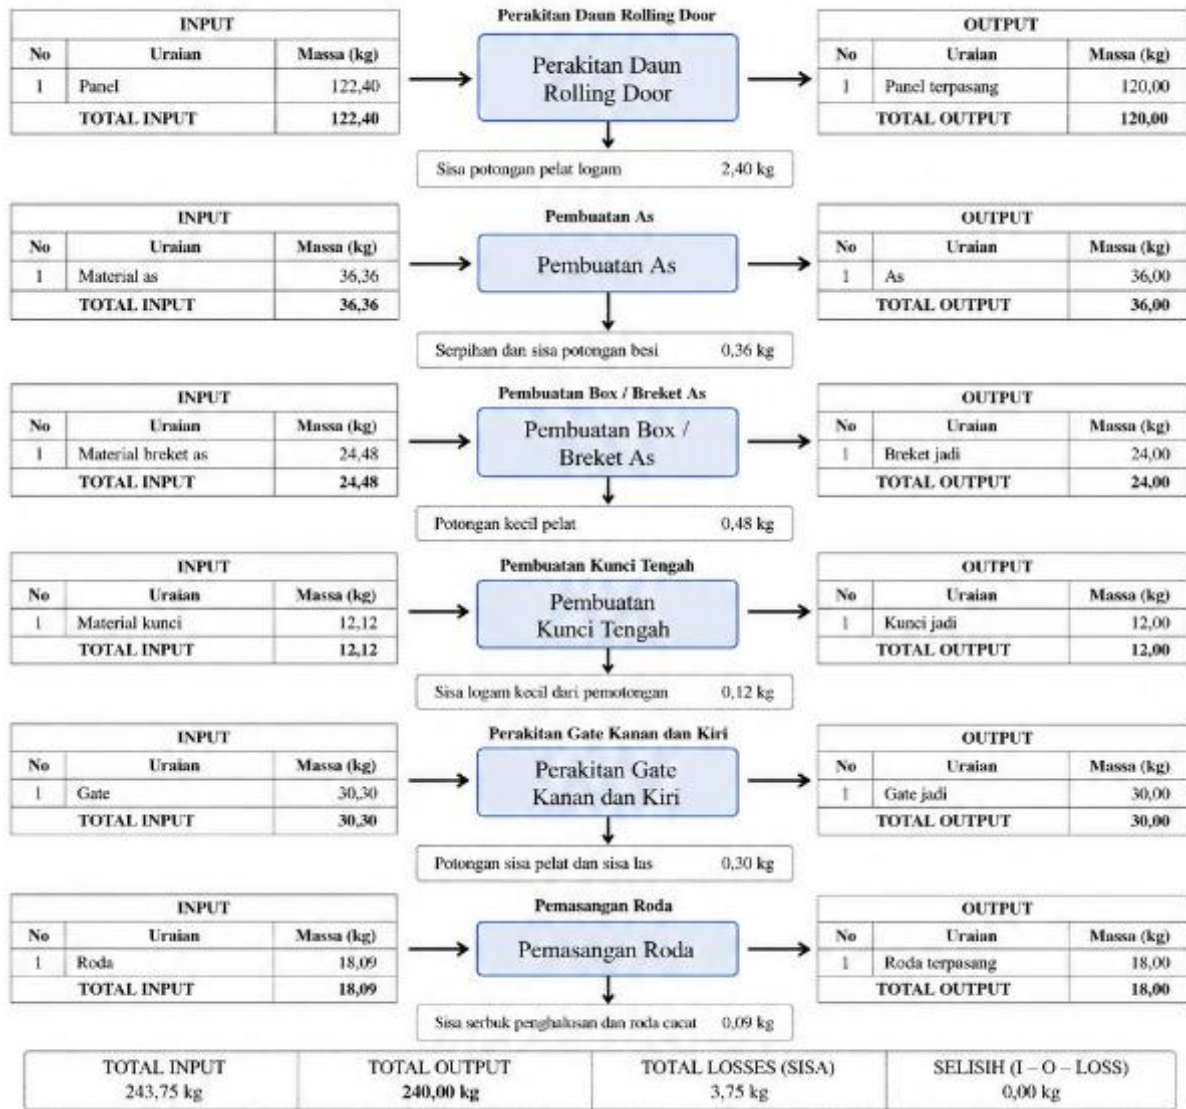 Perakitan Daun Rolling Door
INPUT
No Uraian Massa (kg)
1 Panel 122,40
TOTAL INPUT 122,40
Perakitan Daun
Rolling Door
OUTPUT
No Uraian Massa (kg)
1 Panel terpasang 120,00
TOTAL OUTPUT 120,00
Sisa potongan pelat logam 2,40 kg
Pembuatan As
INPUT
No Uraian Massa (kg)
1 Material as 36,36
TOTAL INPUT 36,36
Pembuatan As
OUTPUT
No Uraian Massa (kg)
1 As 36,00
TOTAL OUTPUT 36,00
Serpihan dan sisa potongan besi 0,36 kg
Pembuatan Box / Breket As
INPUT
No Uraian Massa (kg)
1 Material breket as 24,48
TOTAL INPUT 24,48
Pembuatan Box /
Breket As
OUTPUT
No Uraian Massa (kg)
1 Breket jadi 24,00
TOTAL OUTPUT 24,00
Potongan kecil pelat 0,48 kg
Pembuatan Kunci Tengah
INPUT
No Uraian Massa (kg)
1 Material kunci 12,12
TOTAL INPUT 12,12
Pembuatan
Kunci Tengah
OUTPUT
No Uraian Massa (kg)
1 Kunci jadi 12,00
TOTAL OUTPUT 12,00
Sisa logam kecil dari pemotongan 0,12 kg
Perakitan Gate Kanan dan Kiri
INPUT
No Uraian Massa (kg)
1 Gate 30,30
TOTAL INPUT 30,30
Perakitan Gate
Kanan dan Kiri
OUTPUT
No Uraian Massa (kg)
1 Gate jadi 30,00
TOTAL OUTPUT 30,00
Potongan sisa pelat dan sisa las 0,30 kg
Pemasangan Roda
INPUT
No Uraian Massa (kg)
1 Roda 18,09
TOTAL INPUT 18,09
Pemasangan Roda
OUTPUT
No Uraian Massa (kg)
1 Roda terpasang 18,00
TOTAL OUTPUT 18,00
Sisa serbuk penghalusan dan roda cacat 0,09 kg
TOTAL INPUT
243,75 kg
TOTAL OUTPUT
240,00 kg
TOTAL LOSSES (SISA)
3,75 kg
SELISIH (I – O – LOSS)
0,00 kg